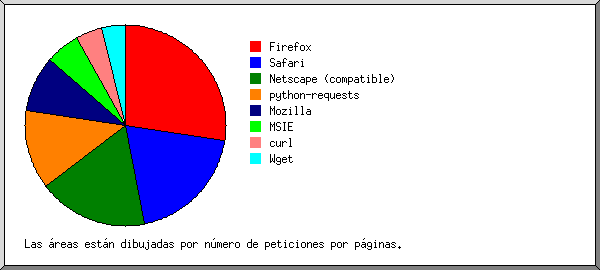 Firefox
Safari
Netscape (compatible)
python-requests
Mozilla
MSIE
curl
Wget
Las áreas están dibujadas por número de peticiones por páginas.